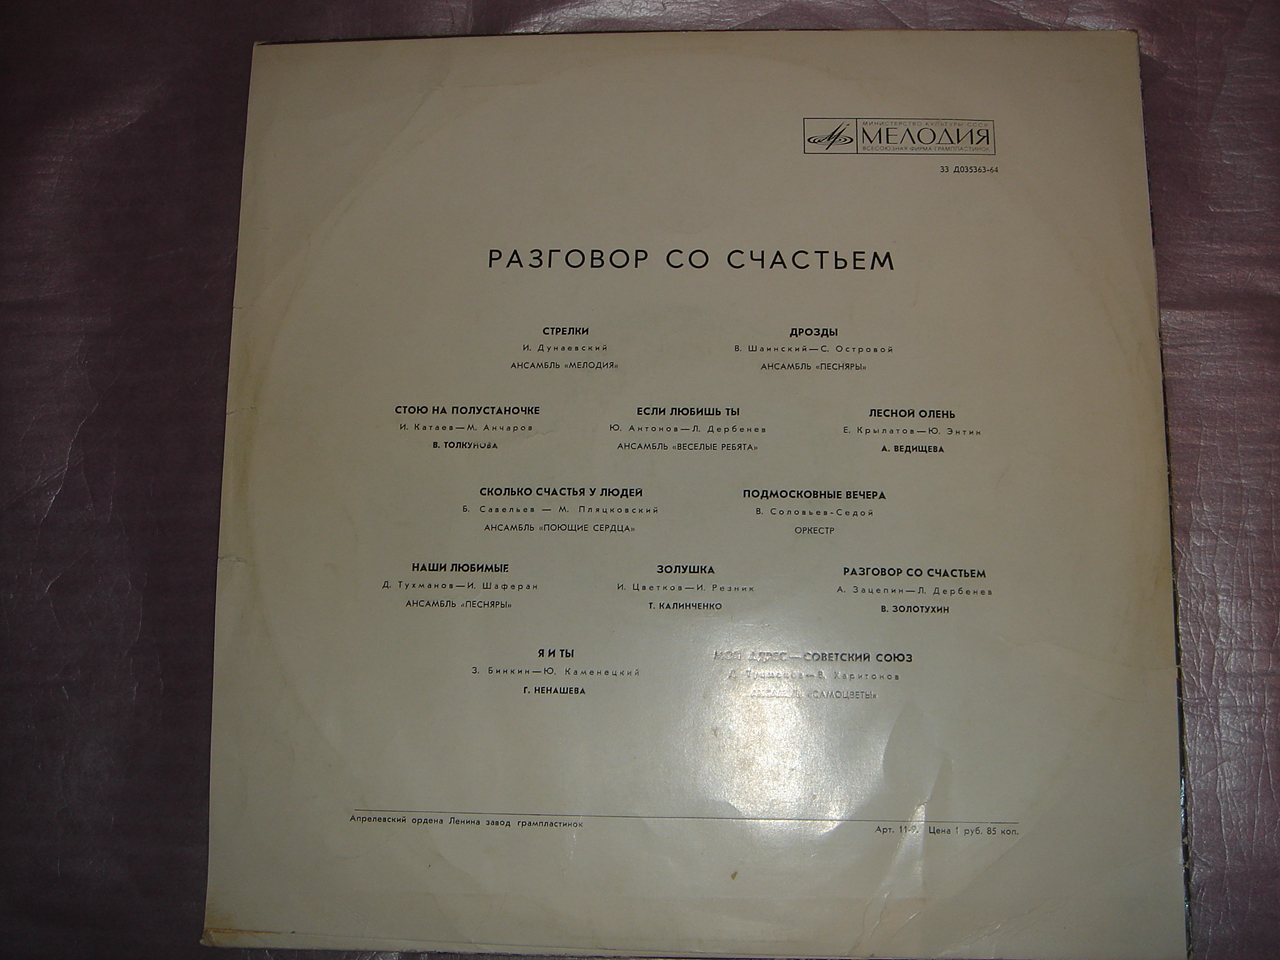 МИНИСТЕРСТВО КУЛЬТУРЫ СССР
МЕЛОДИЯ
ВСЕСОЮЗНАЯ ФИРМА ГРАМПЛАСТИНОК
33 Д035363-64
РАЗГОВОР СО СЧАСТЬЕМ
СТРЕЛКИ
И. Дунаевский
АНСАМБЛЬ «МЕЛОДИЯ»
ДРОЗДЫ
В. Шаинский—С. Островой
АНСАМБЛЬ «ПЕСНЯРЫ»
СТОЮ НА ПОЛУСТАНОЧКЕ
И. Катаев—М. Анчаров
В. ТОЛКУНОВА
ЕСЛИ ЛЮБИШЬ ТЫ
Ю. Антонов—Л. Дербенев
АНСАМБЛЬ «ВЕСЕЛЫЕ РЕБЯТА»
ЛЕСНОЙ ОЛЕНЬ
Е. Крылатов—Ю. Энтин
А. ВЕДИЩЕВА
СКОЛЬКО СЧАСТЬЯ У ЛЮДЕЙ
Б. Савельев — М. Пляцковский
АНСАМБЛЬ «ПОЮЩИЕ СЕРДЦА»
ПОДМОСКОВНЫЕ ВЕЧЕРА
В. Соловьев-Седой
ОРКЕСТР
НАШИ ЛЮБИМЫЕ
Д. Тухманов—И. Шаферан
АНСАМБЛЬ «ПЕСНЯРЫ»
ЗОЛУШКА
И. Цветков—И. Резник
Т. КАЛИНЧЕНКО
РАЗГОВОР СО СЧАСТЬЕМ
А. Зацепин—Л. Дербенев
В. ЗОЛОТУХИН
Я И ТЫ
З. Бинкин—Ю. Каменецкий
Г. НЕНАШЕВА
МОЙ АДРЕС—СОВЕТСКИЙ СОЮЗ
Д. Тухманов—В. Харитонов
АНСАМБЛЬ «САМОЦВЕТЫ»
Апрелевский ордена Ленина завод грампластинок
Арт. 11-9. Цена 1 руб. 85 коп.